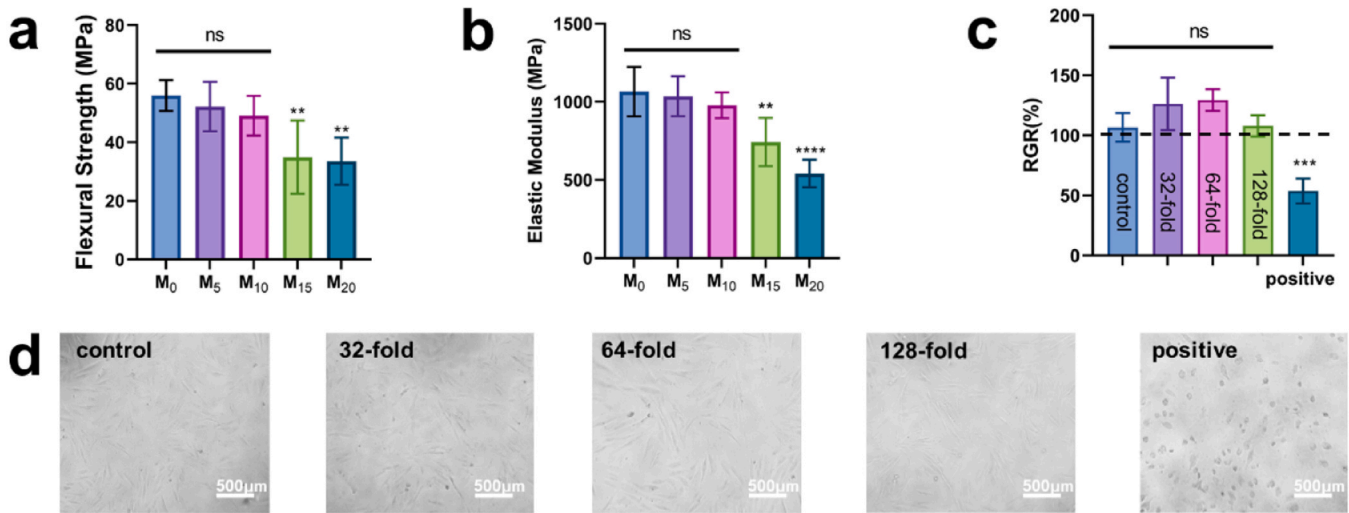 a
Flexural Strength (MPa)
80
60
40
20
0
ns
**
**
M₀ M₅ M₁₀ M₁₅ M₂₀
b
Elastic Modulus (MPa)
1500
1000
500
0
ns
**
****
M₀ M₅ M₁₀ M₁₅ M₂₀
c
RGR(%)
200
150
100
50
0
ns
***
control
32-fold
64-fold
128-fold
positive
d
control
500μm
32-fold
500μm
64-fold
500μm
128-fold
500μm
positive
500μm